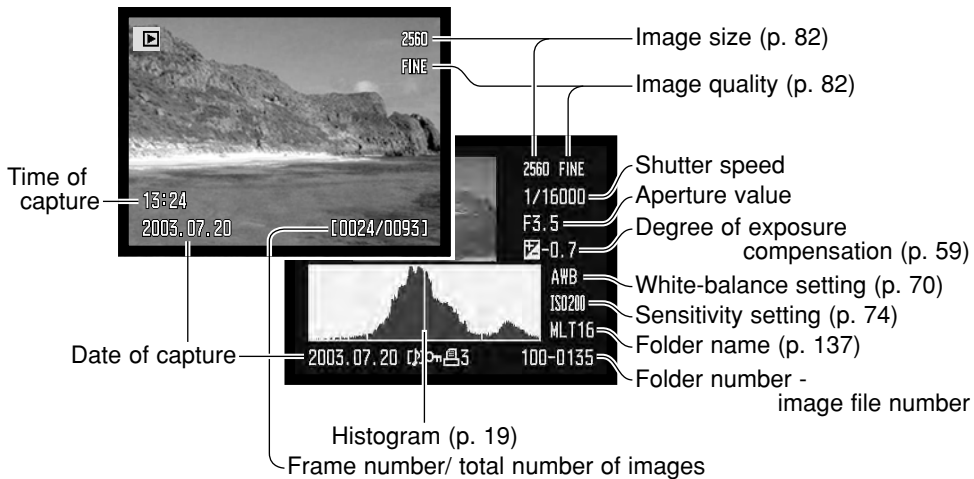 2560
FINE
Image size (p. 82)
Image quality (p. 82)
Time of
capture
13:24
2003.07.20 [0024/0093]
2560 FINE
1/16000
F3.5
-0.7
AWB
ISO200
MLT16
2003.07.20 3 100-0135
Shutter speed
Aperture value
Degree of exposure
compensation (p. 59)
White-balance setting (p. 70)
Sensitivity setting (p. 74)
Folder name (p. 137)
Folder number -
image file number
Date of capture
Histogram (p. 19)
Frame number/ total number of images